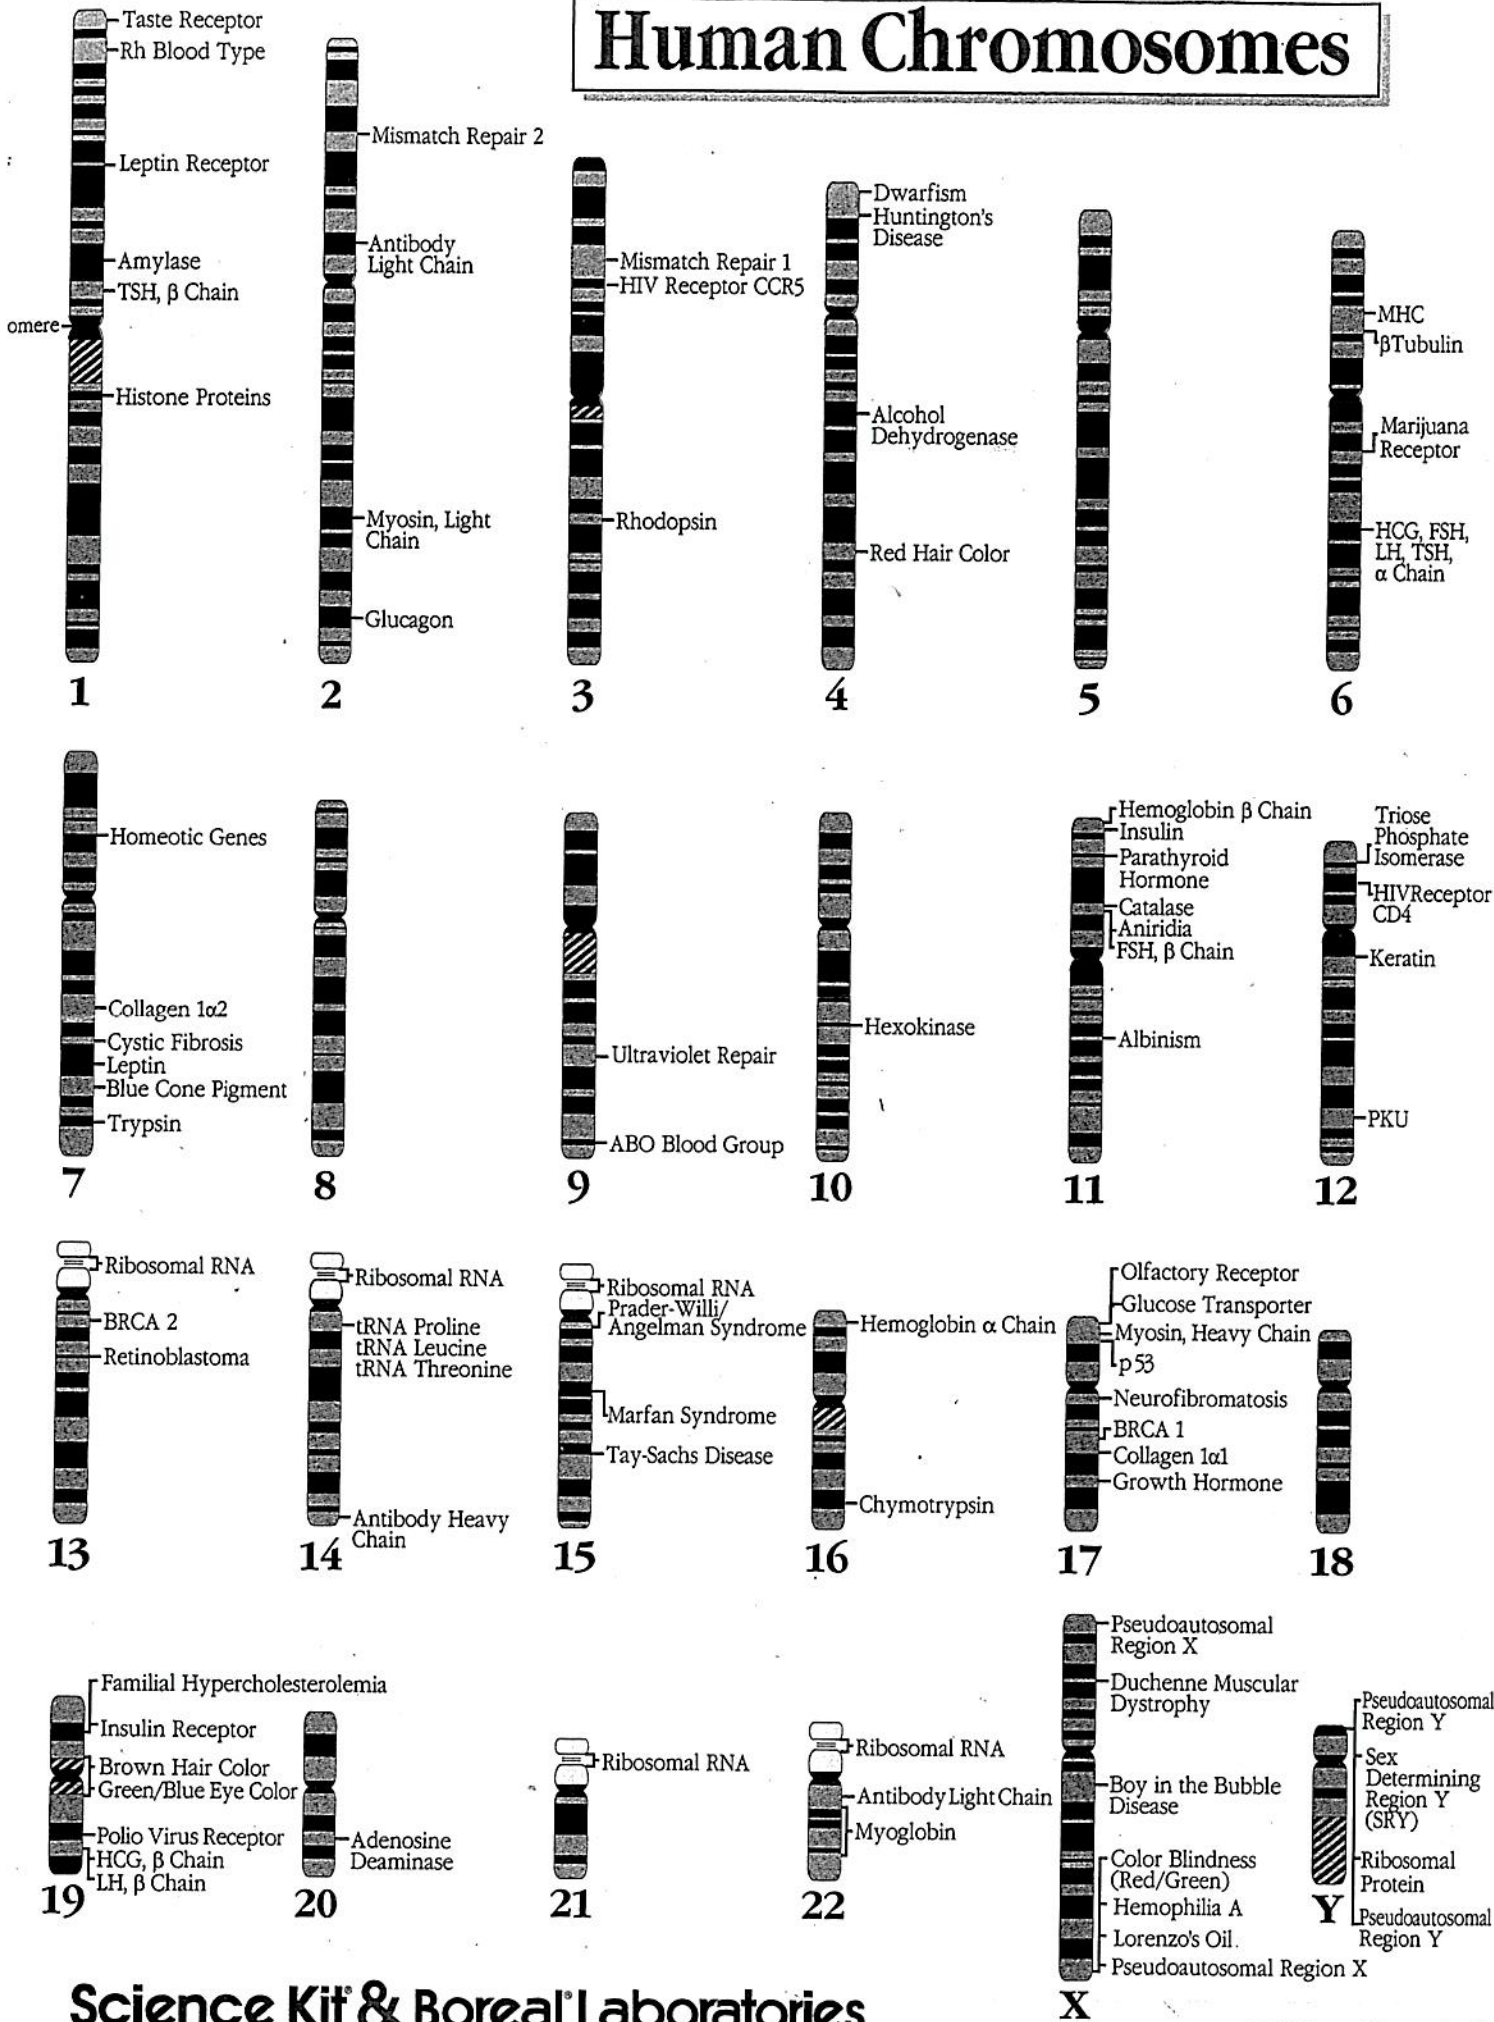 Human Chromosomes
Taste Receptor
Rh Blood Type
Leptin Receptor
Amylase
TSH, β Chain
omere
Histone Proteins
1
Mismatch Repair 2
Antibody
Light Chain
Myosin, Light
Chain
Glucagon
2
Mismatch Repair 1
HIV Receptor CCR5
Rhodopsin
3
Dwarfism
Huntington's
Disease
Alcohol
Dehydrogenase
Red Hair Color
4
5
MHC
βTubulin
Marijuana
Receptor
HCG, FSH,
LH, TSH,
α Chain
6
Homeotic Genes
Collagen 1α2
Cystic Fibrosis
Leptin
Blue Cone Pigment
Trypsin
7
8
Ultraviolet Repair
ABO Blood Group
9
Hexokinase
10
Hemoglobin β Chain
Insulin
Parathyroid
Hormone
Catalase
Aniridia
FSH, β Chain
Albinism
11
Triose
Phosphate
Isomerase
HIVReceptor
CD4
Keratin
PKU
12
Ribosomal RNA
BRCA 2
Retinoblastoma
13
Ribosomal RNA
tRNA Proline
tRNA Leucine
tRNA Threonine
Antibody Heavy
Chain
14
Ribosomal RNA
Prader-Willi/
Angelman Syndrome
Marfan Syndrome
Tay-Sachs Disease
15
Hemoglobin α Chain
Chymotrypsin
16
Olfactory Receptor
Glucose Transporter
Myosin, Heavy Chain
p53
Neurofibromatosis
BRCA 1
Collagen 1α1
Growth Hormone
17
18
Familial Hypercholesterolemia
Insulin Receptor
Brown Hair Color
Green/Blue Eye Color
Polio Virus Receptor
HCG, β Chain
LH, β Chain
19
Adenosine
Deaminase
20
Ribosomal RNA
21
Ribosomal RNA
Antibody Light Chain
Myoglobin
22
Pseudoautosomal
Region X
Duchenne Muscular
Dystrophy
Boy in the Bubble
Disease
Color Blindness
(Red/Green)
Hemophilia A
Lorenzo's Oil.
Pseudoautosomal Region X
X
Pseudoautosomal
Region Y
Sex
Determining
Region Y
(SRY)
Ribosomal
Protein
Pseudoautosomal
Region Y
Y
Science Kit® & Boreal® Laboratories